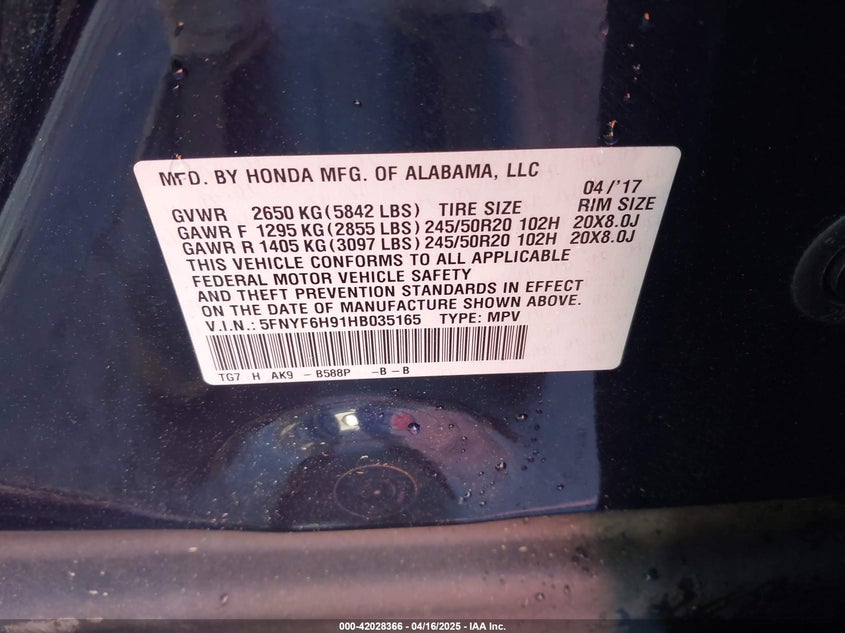 MFD. BY HONDA MFG. OF ALABAMA, LLC 04/'17
GVWR 2650 KG(5842 LBS) TIRE SIZE RIM SIZE
GAWR F 1295 KG(2855 LBS) 245/50R20 102H 20X8.0J
GAWR R 1405 KG(3097 LBS) 245/50R20 102H 20X8.0J
THIS VEHICLE CONFORMS TO ALL APPLICABLE
FEDERAL MOTOR VEHICLE SAFETY
AND THEFT PREVENTION STANDARDS IN EFFECT
ON THE DATE OF MANUFACTURE SHOWN ABOVE.
V.I.N.: 5FNYF6H91HB035165 TYPE: MPV
TG7 H AK9 - B588P -B - B
000-42028366 - 04/16/2025 - IAA Inc.